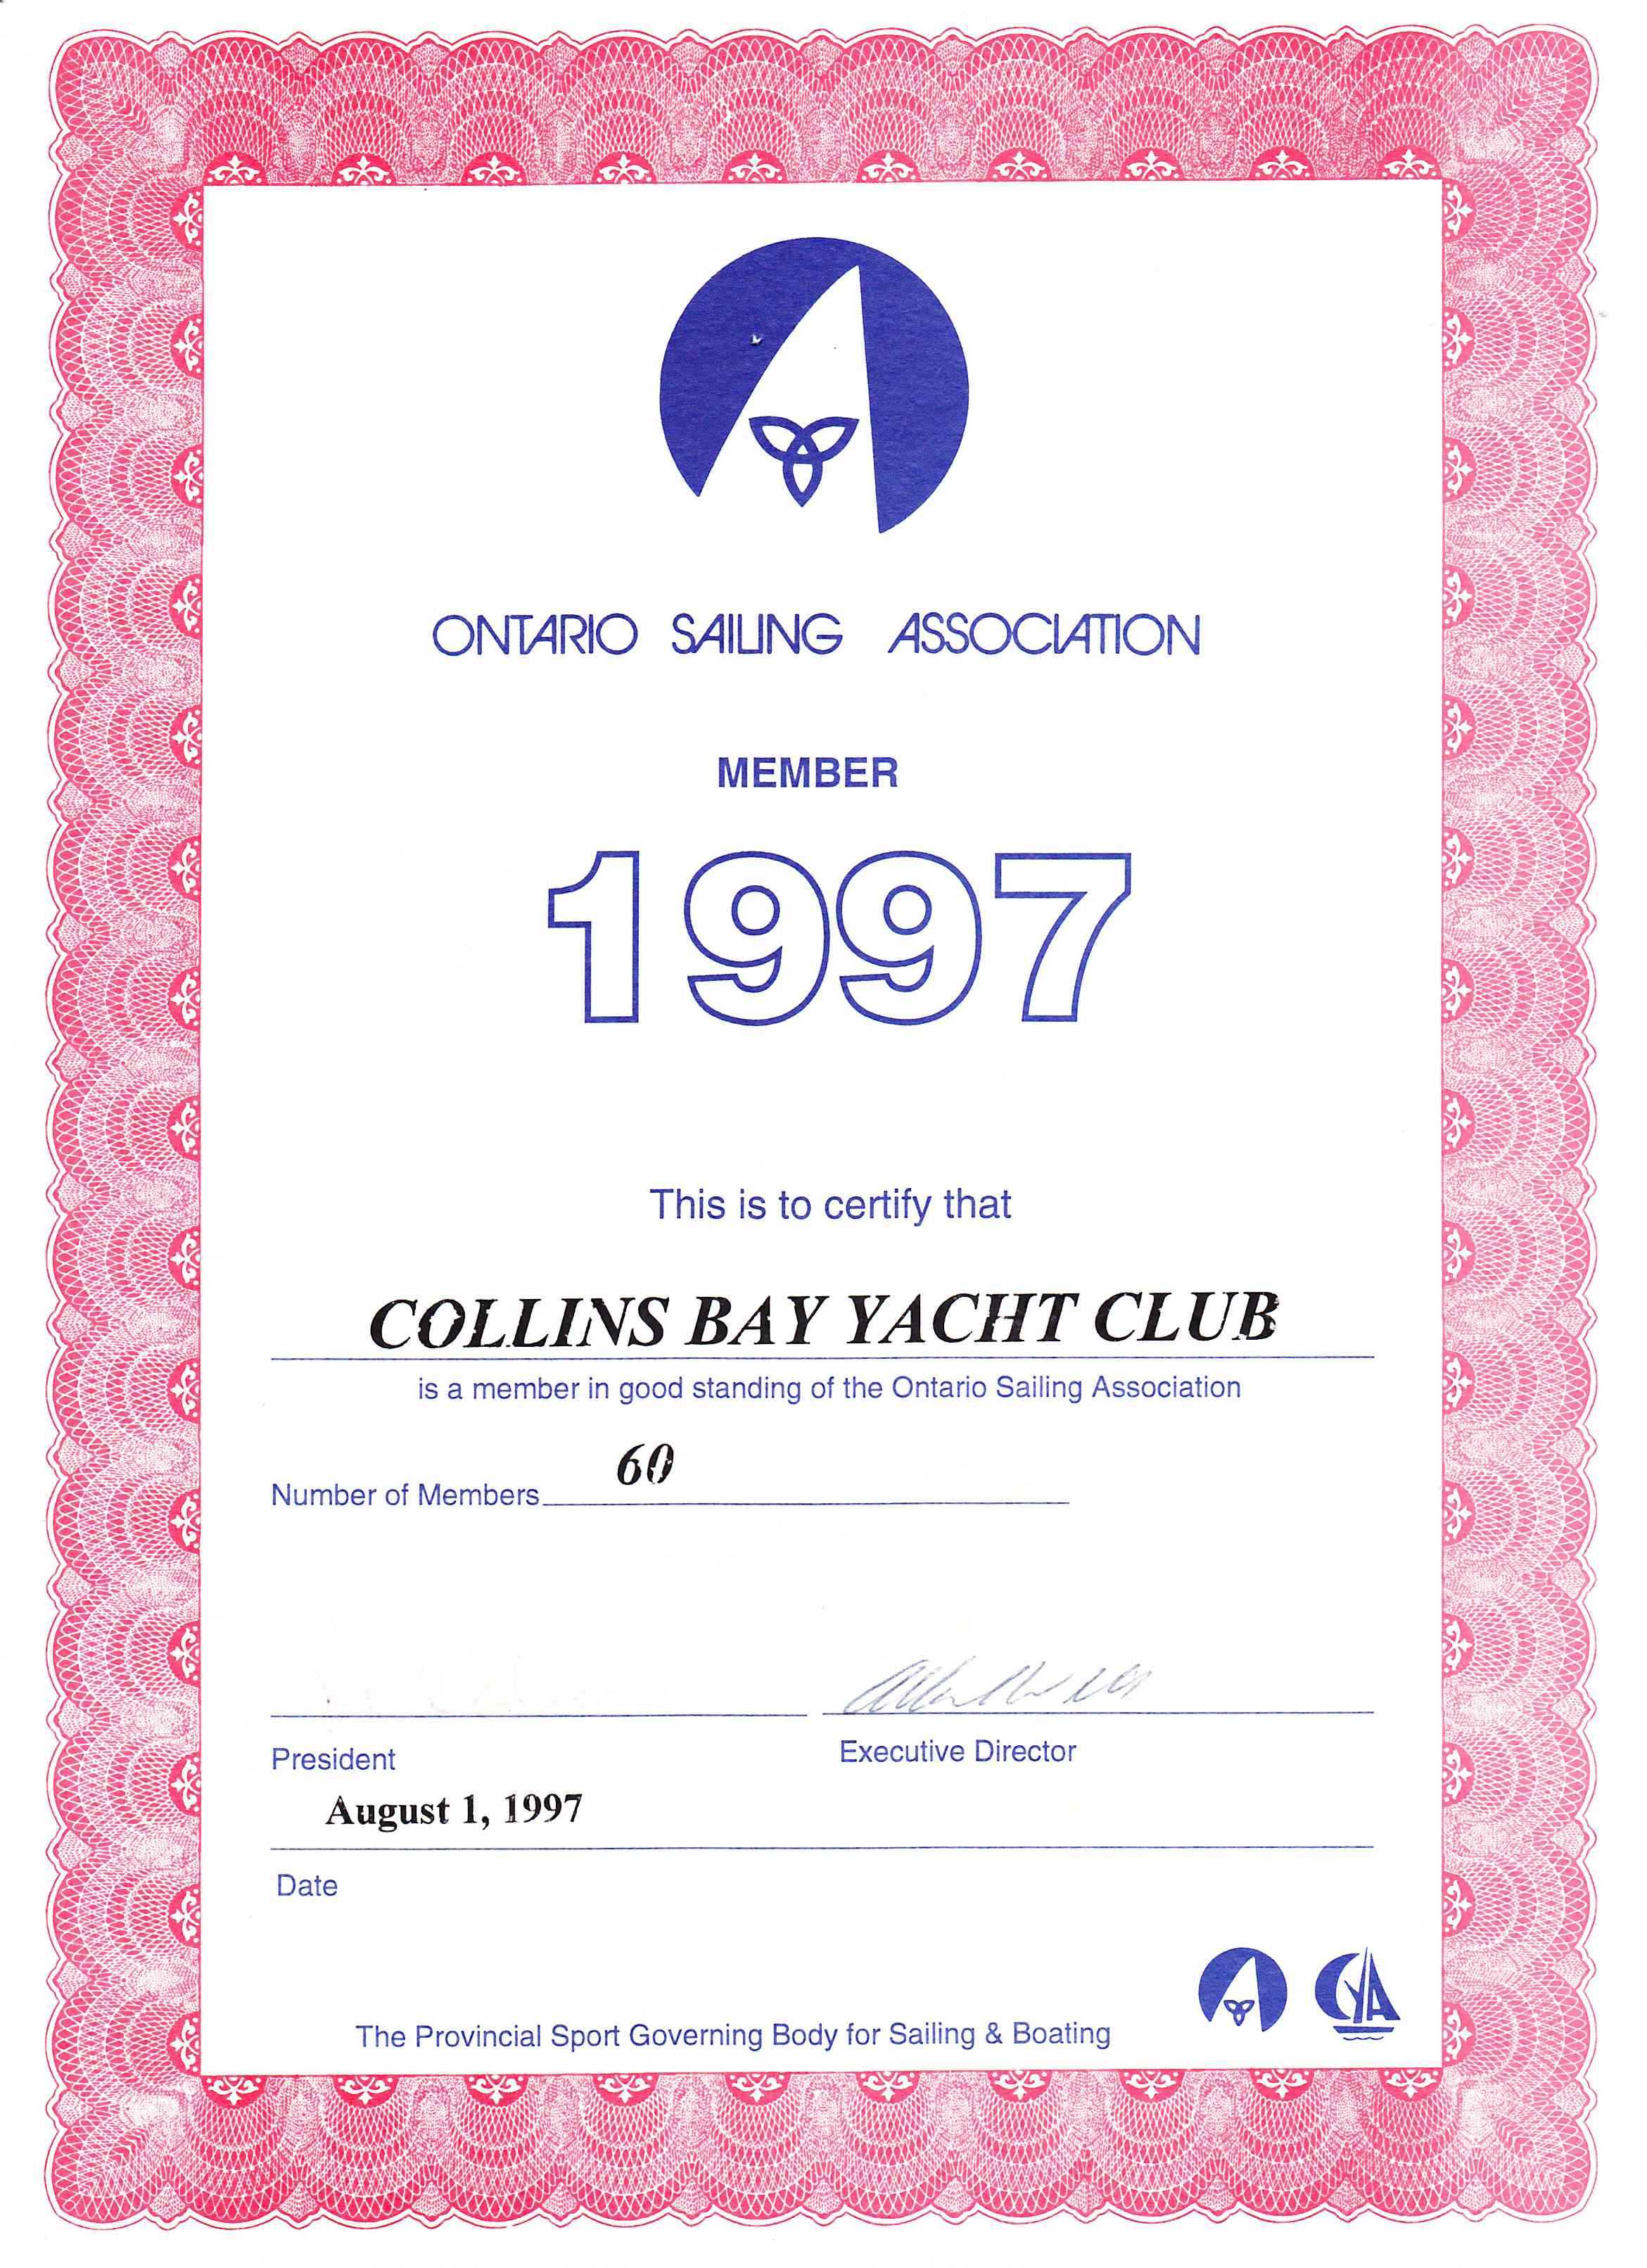 ONTARIO SAILING ASSOCIATION
MEMBER
1997
This is to certify that
COLLINS BAY YACHT CLUB
is a member in good standing of the Ontario Sailing Association
Number of Members 60
President
Executive Director
August 1, 1997
Date
CYA
The Provincial Sport Governing Body for Sailing & Boating